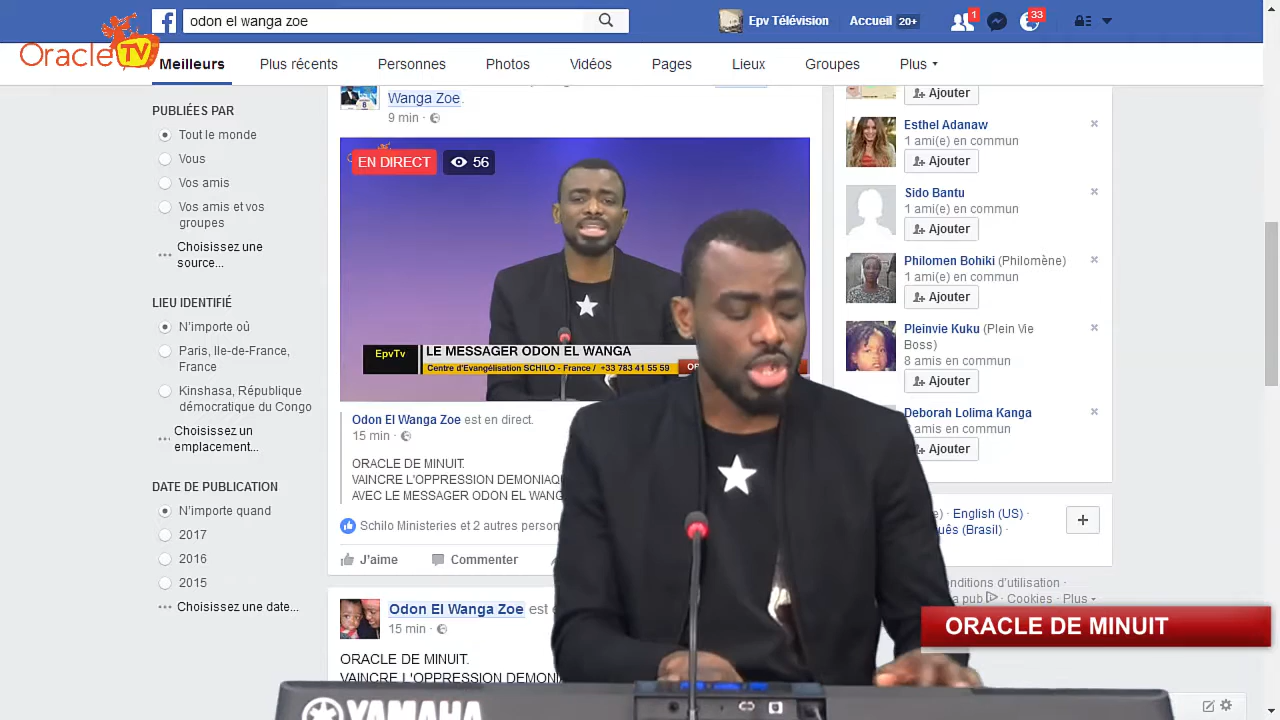 odon el wanga zoe
Epv Télévision
Accueil 20+
1
33
OracleTV
Meilleurs
Plus récents
Personnes
Photos
Vidéos
Pages
Lieux
Groupes
Plus
PUBLIÉES PAR
Tout le monde
Vous
Vos amis
Vos amis et vos
groupes
Choisissez une
source...
LIEU IDENTIFIÉ
N'importe où
Paris, Ile-de-France,
France
Kinshasa, République
démocratique du Congo
Choisissez un
emplacement...
DATE DE PUBLICATION
N'importe quand
2017
2016
2015
Choisissez une date...
Wanga Zoe.
9 min
EN DIRECT
56
EpvTv
LE MESSAGER ODON EL WANGA
Centre d'Evangélisation SCHILO - France / +33 783 41 55 59
Odon El Wanga Zoe est en direct.
15 min
ORACLE DE MINUIT.
VAINCRE L'OPPRESSION DEMONIAQ
AVEC LE MESSAGER ODON EL WANG
Schilo Ministeries et 2 autres person
J'aime
Commenter
Odon El Wanga Zoe est e
15 min
ORACLE DE MINUIT.
VAINCRE L'OPPRESSION DEMONIA
Ajouter
Esthel Adanaw
1 ami(e) en commun
Ajouter
Sido Bantu
1 ami(e) en commun
Ajouter
Philomen Bohiki (Philomène)
1 ami(e) en commun
Ajouter
Pleinvie Kuku (Plein Vie
Boss)
8 amis en commun
Ajouter
Deborah Lolima Kanga
amis en commun
Ajouter
English (US) ·
(Brasil) ·
onditions d'utilisation ·
a pub · Cookies · Plus
ORACLE DE MINUIT
YAMAHA